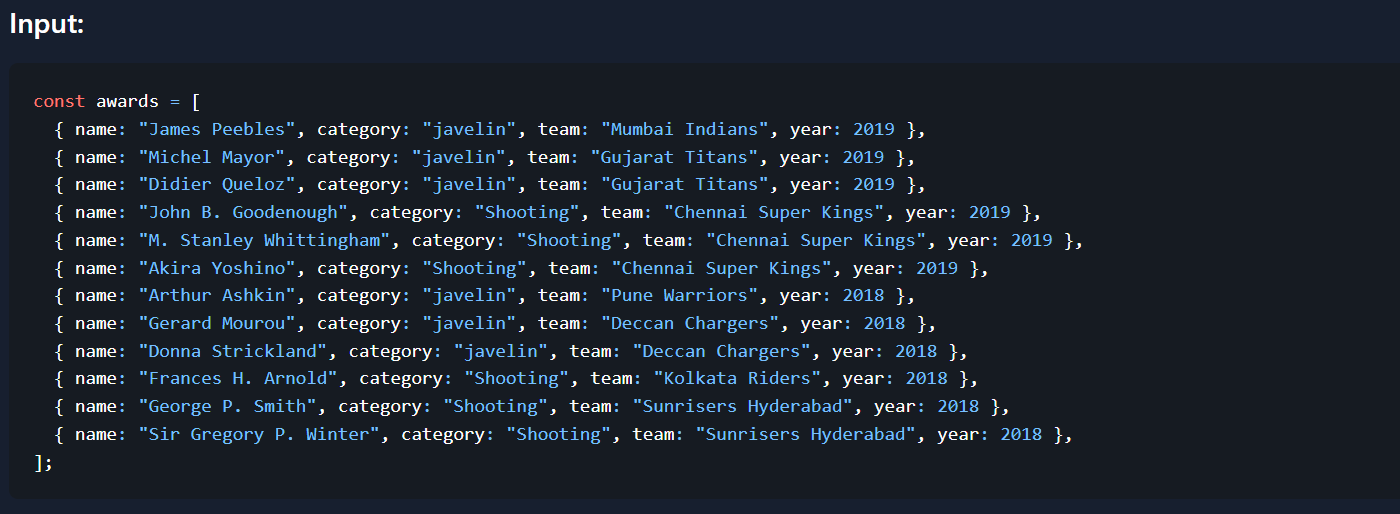 Input:
const awards = [
  { name: "James Peebles", category: "javelin", team: "Mumbai Indians", year: 2019 },
  { name: "Michel Mayor", category: "javelin", team: "Gujarat Titans", year: 2019 },
  { name: "Didier Queloz", category: "javelin", team: "Gujarat Titans", year: 2019 },
  { name: "John B. Goodenough", category: "Shooting", team: "Chennai Super Kings", year: 2019 },
  { name: "M. Stanley Whittingham", category: "Shooting", team: "Chennai Super Kings", year: 2019 },
  { name: "Akira Yoshino", category: "Shooting", team: "Chennai Super Kings", year: 2019 },
  { name: "Arthur Ashkin", category: "javelin", team: "Pune Warriors", year: 2018 },
  { name: "Gerard Mourou", category: "javelin", team: "Deccan Chargers", year: 2018 },
  { name: "Donna Strickland", category: "javelin", team: "Deccan Chargers", year: 2018 },
  { name: "Frances H. Arnold", category: "Shooting", team: "Kolkata Riders", year: 2018 },
  { name: "George P. Smith", category: "Shooting", team: "Sunrisers Hyderabad", year: 2018 },
  { name: "Sir Gregory P. Winter", category: "Shooting", team: "Sunrisers Hyderabad", year: 2018 },
];